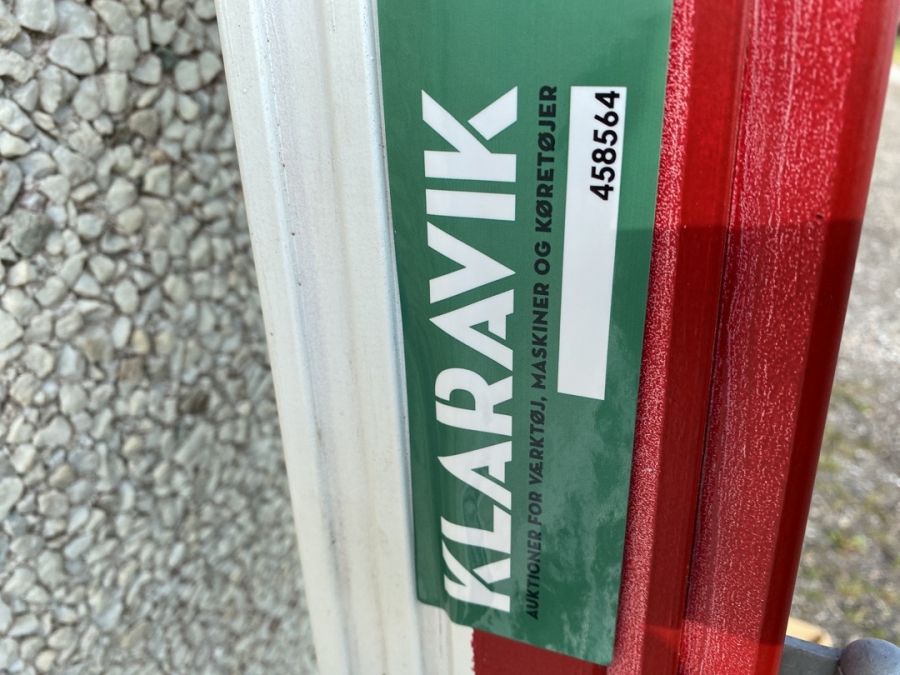 KLARAVIK
AUKTIONER FOR VÆRKTØJ, MASKINER OG KØRETØJER
458564